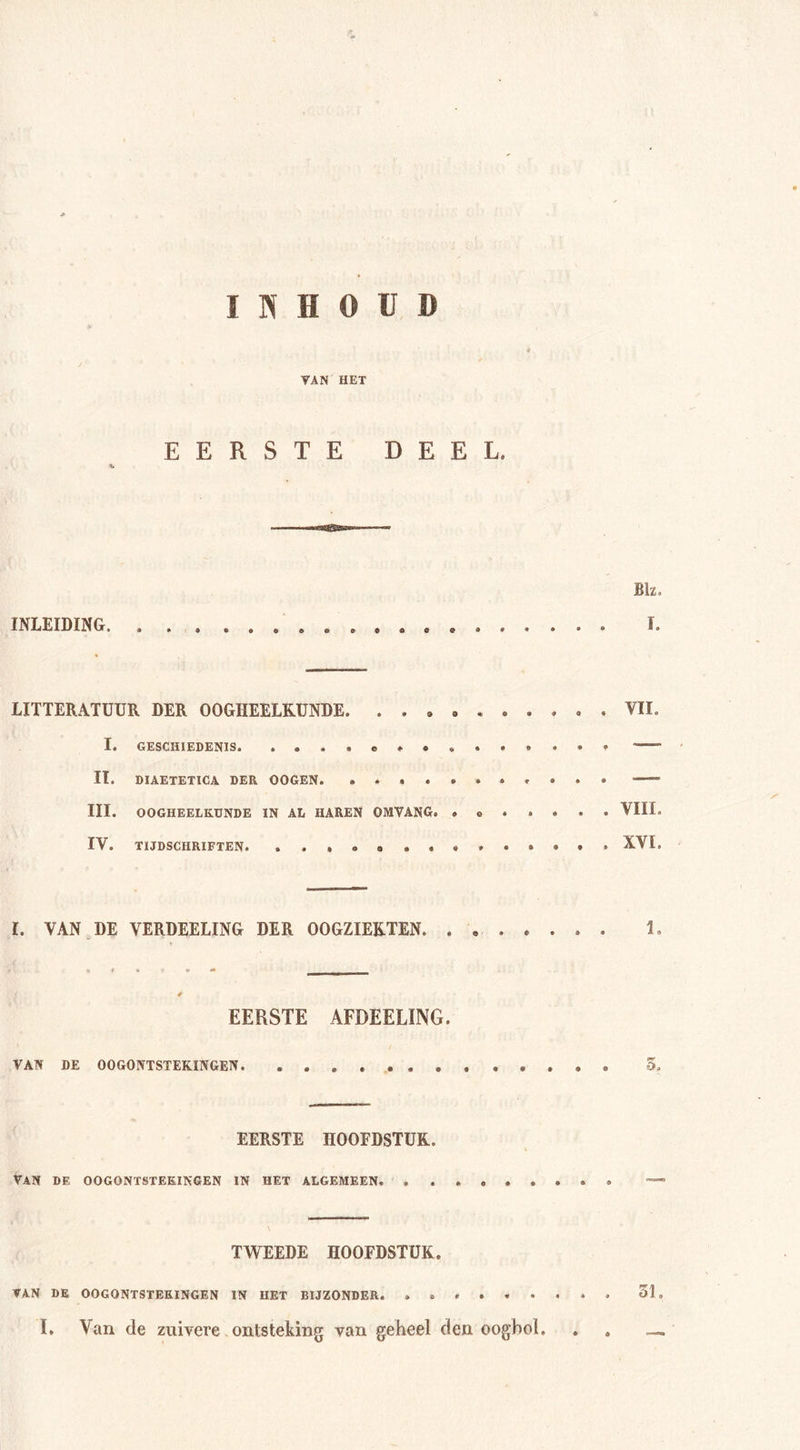 INHOUD
VAN HET
EERSTE DEEL.
Blz.
INLEIDING. . . . . . . . . . . . . . . . . . . . I.
LITTERATUUR DER OOGHEELKUNDE. . . . . . . . . . . VII.
I. GESCHIEDENIS. . . . . . . . . . . . . . . —
II. DIAETETICA DER OOGEN. . . . . . . . . . . . —
III. OOGHEELKUNDE IN AL HAREN OMVANG. . . . . . . . VIII.
IV. TIJDSCHRIFTEN. . . . . . . . . . . . . . . XVI.
I. VAN DE VERDEELING DER OOGZIEKTEN. . . . . . . . 1.
EERSTE AFDEELING.
VAN DE OOGONTSTEKINGEN. . . . . . . . . . . . . . 5.
EERSTE HOOFDSTUK.
VAN DE OOGONTSTEKINGEN IN HET ALGEMEEN. . . . . . . . . . —
TWEEDE HOOFDSTUK.
VAN DE OOGONTSTEKINGEN IN HET BIJZONDER. . . . . . . . . . 31.
I. Van de zuivere ontsteking van geheel den oogbol. . . —